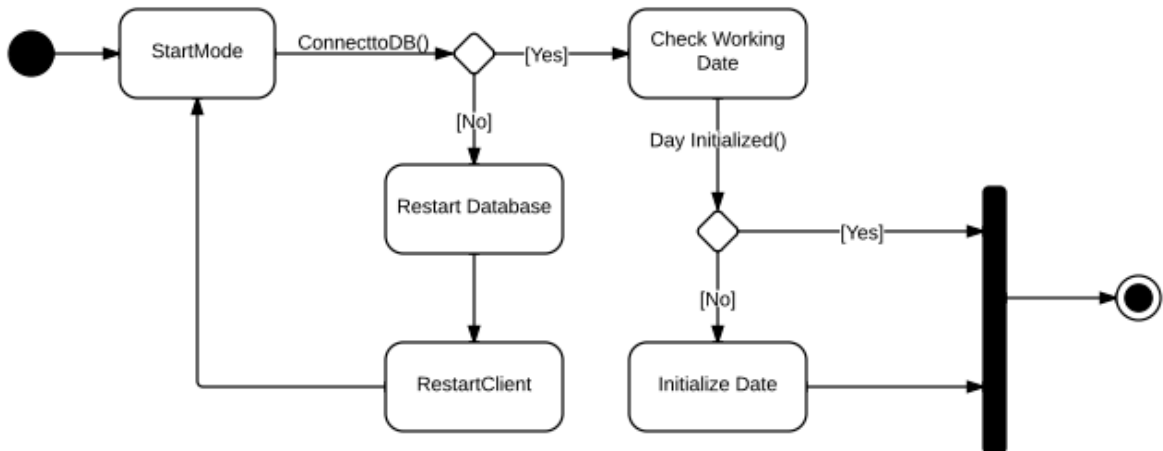 StartMode
ConnecttoDB()
[Yes]
Check Working
Date
[No]
Day Initialized()
Restart Database
[Yes]
[No]
RestartClient
Initialize Date